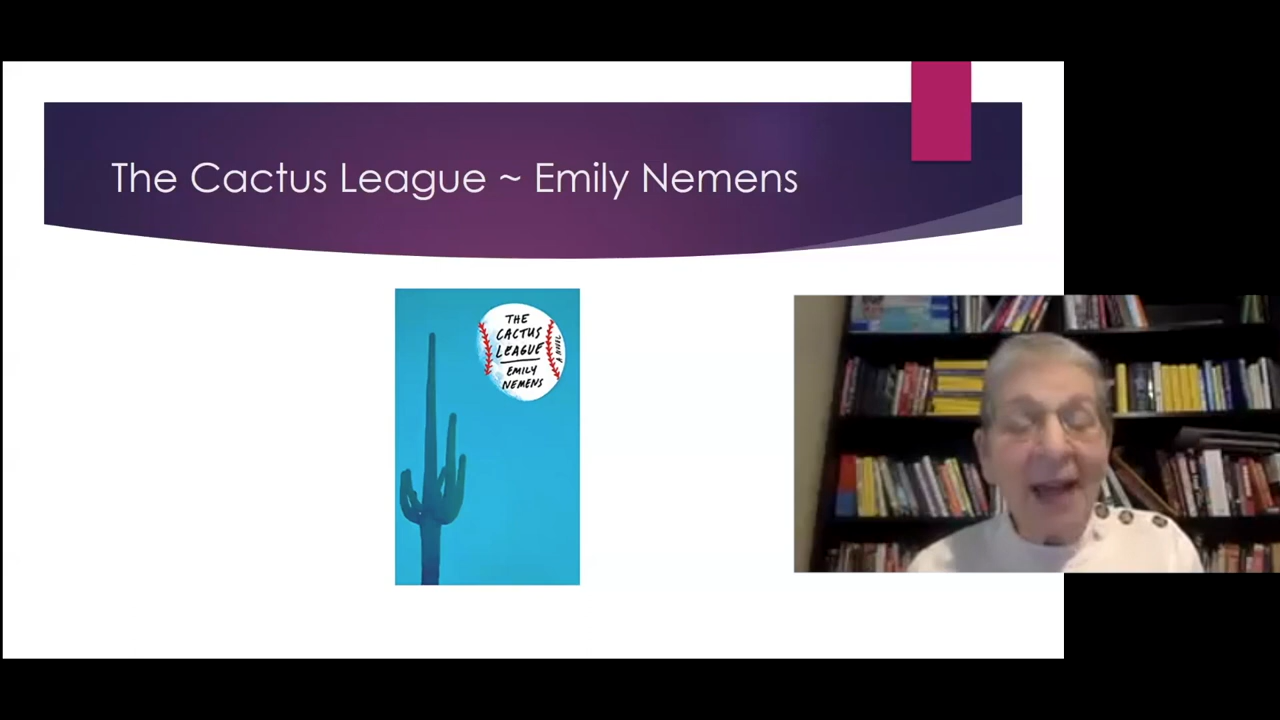 The Cactus League ~ Emily Nemens
THE
CACTUS
LEAGUE
EMILY
NEMENS
A NOVEL